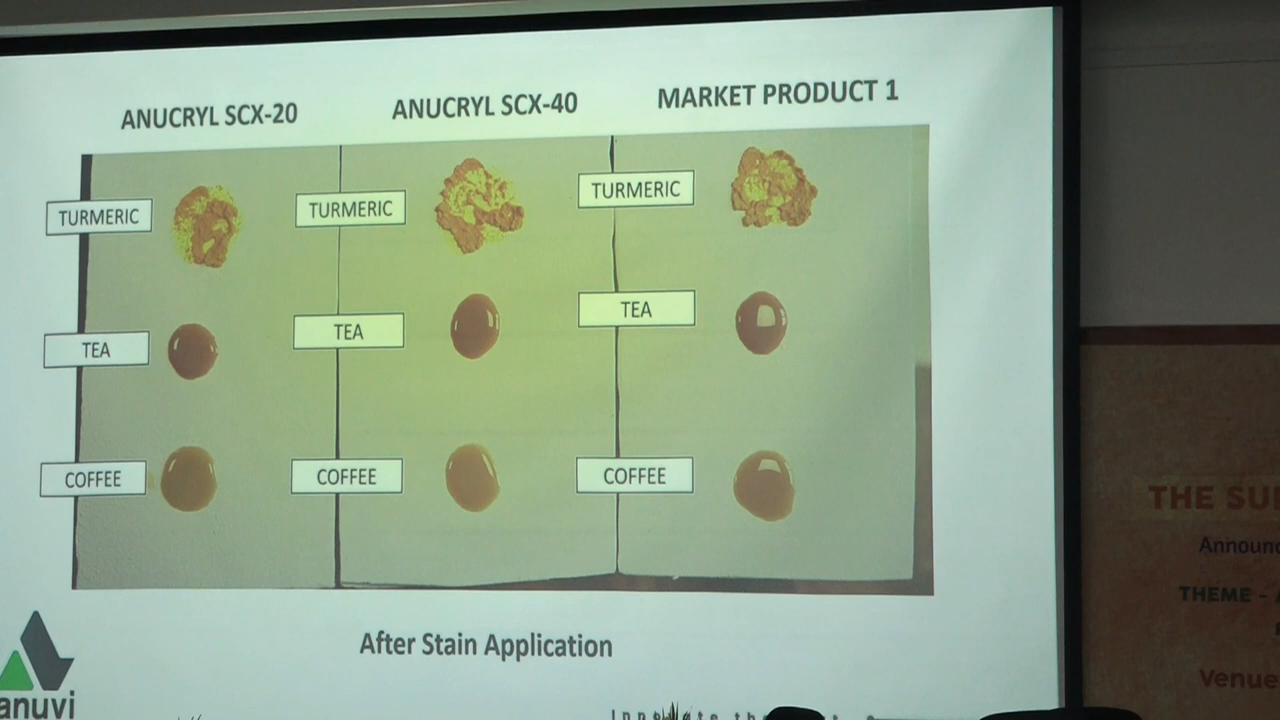 ANUCRYL SCX-20 ANUCRYL SCX-40 MARKET PRODUCT 1
TURMERIC TURMERIC TURMERIC
TEA TEA TEA
COFFEE COFFEE COFFEE
After Stain Application
anuvi
THE SU
Announ
THEME -
Venue